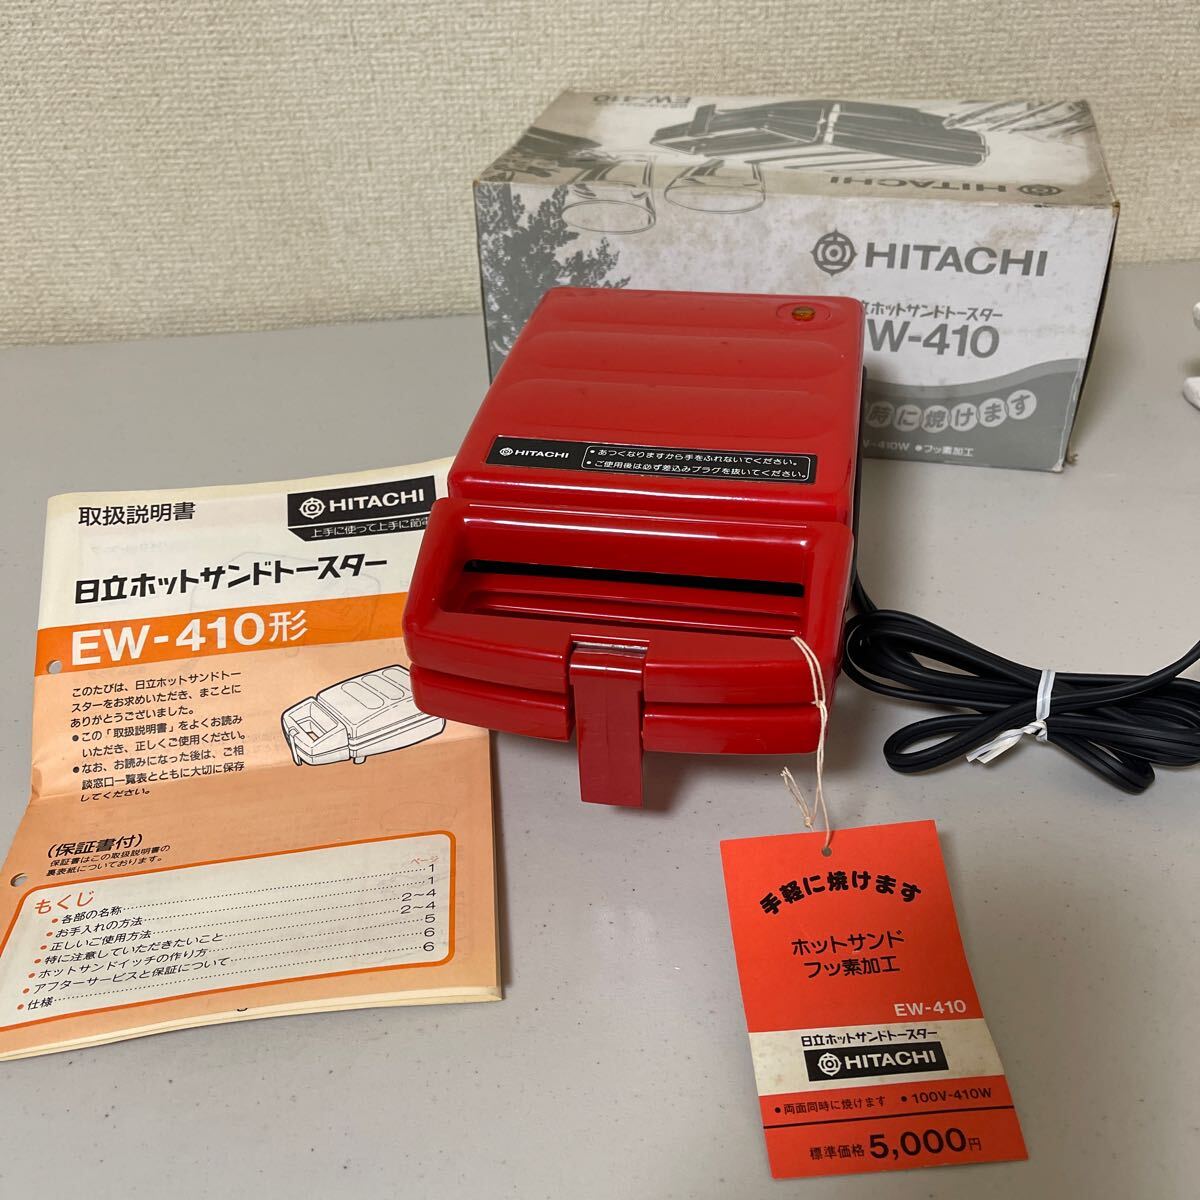 EW-410
HITACHI
HITACHI
ホットサンドトースター
W-410
時に焼けます
-410W ●フッ素加工
HITACHI
●あつくなりますから手をふれないでください。
●ご使用後は必ず差込みプラグを抜いてください。
取扱説明書
HITACHI
上手に使って上手に節電
日立ホットサンドトースター
EW-410形
このたびは、日立ホットサンドトー
スターをお求めいただき、まことに
ありがとうございました。
●この「取扱説明書」をよくお読み
いただき、正しくご使用ください。
●なお、お読みになった後は、ご相
談窓口一覧表とともに大切に保存
してください。
(保証書付)
保証書はこの取扱説明書の
裏表紙についております。
もくじ
ページ
●各部の名称 1
●お手入れの方法 1
●正しいご使用方法 2~4
●特に注意していただきたいこと 2~4
●ホットサンドイッチの作り方 5
●アフターサービスと保証について 6
●仕様 6
手軽に焼けます
ホットサンド
フッ素加工
EW-410
日立ホットサンドトースター
HITACHI
●両面同時に焼けます ●100V-410W
標準価格 5,000円